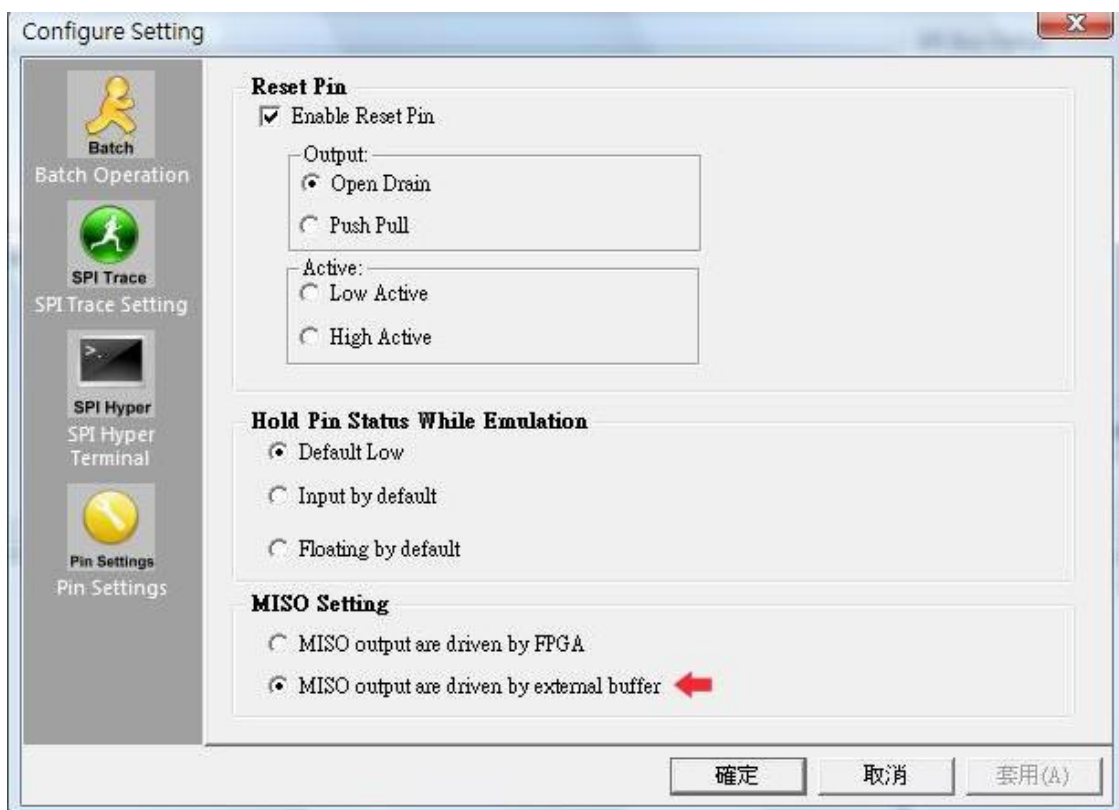 Configure Setting
Batch
Batch Operation
SPI Trace
SPI Trace Setting
SPI Hyper
SPI Hyper
Terminal
Pin Settings
Pin Settings
Reset Pin
Enable Reset Pin
Output:
Open Drain
Push Pull
Active:
Low Active
High Active
Hold Pin Status While Emulation
Default Low
Input by default
Floating by default
MISO Setting
MISO output are driven by FPGA
MISO output are driven by external buffer
確定
取消
套用(A)